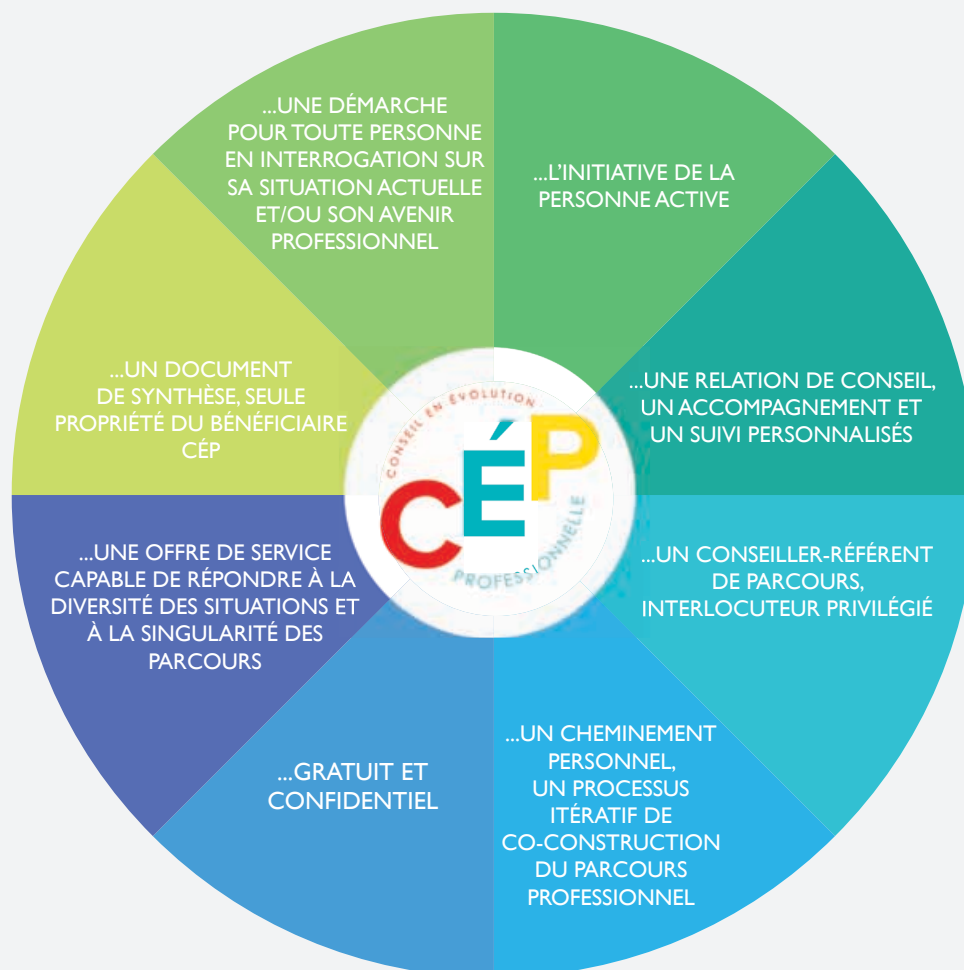 ...UNE DÉMARCHE
POUR TOUTE PERSONNE
EN INTERROGATION SUR
SA SITUATION ACTUELLE
ET/OU SON AVENIR
PROFESSIONNEL
...L'INITIATIVE DE LA
PERSONNE ACTIVE
...UNE RELATION DE CONSEIL,
UN ACCOMPAGNEMENT ET
UN SUIVI PERSONNALISÉS
...UN CONSEILLER-RÉFÉRENT
DE PARCOURS,
INTERLOCUTEUR PRIVILÉGIÉ
...UN CHEMINEMENT
PERSONNEL,
UN PROCESSUS
ITÉRATIF DE
CO-CONSTRUCTION
DU PARCOURS
PROFESSIONNEL
...GRATUIT ET
CONFIDENTIEL
...UNE OFFRE DE SERVICE
CAPABLE DE RÉPONDRE À LA
DIVERSITÉ DES SITUATIONS ET
À LA SINGULARITÉ DES
PARCOURS
...UN DOCUMENT
DE SYNTHÈSE, SEULE
PROPRIÉTÉ DU BÉNÉFICIAIRE
CÉP
CONSEIL EN ÉVOLUTION
CÉP
PROFESSIONNELLE